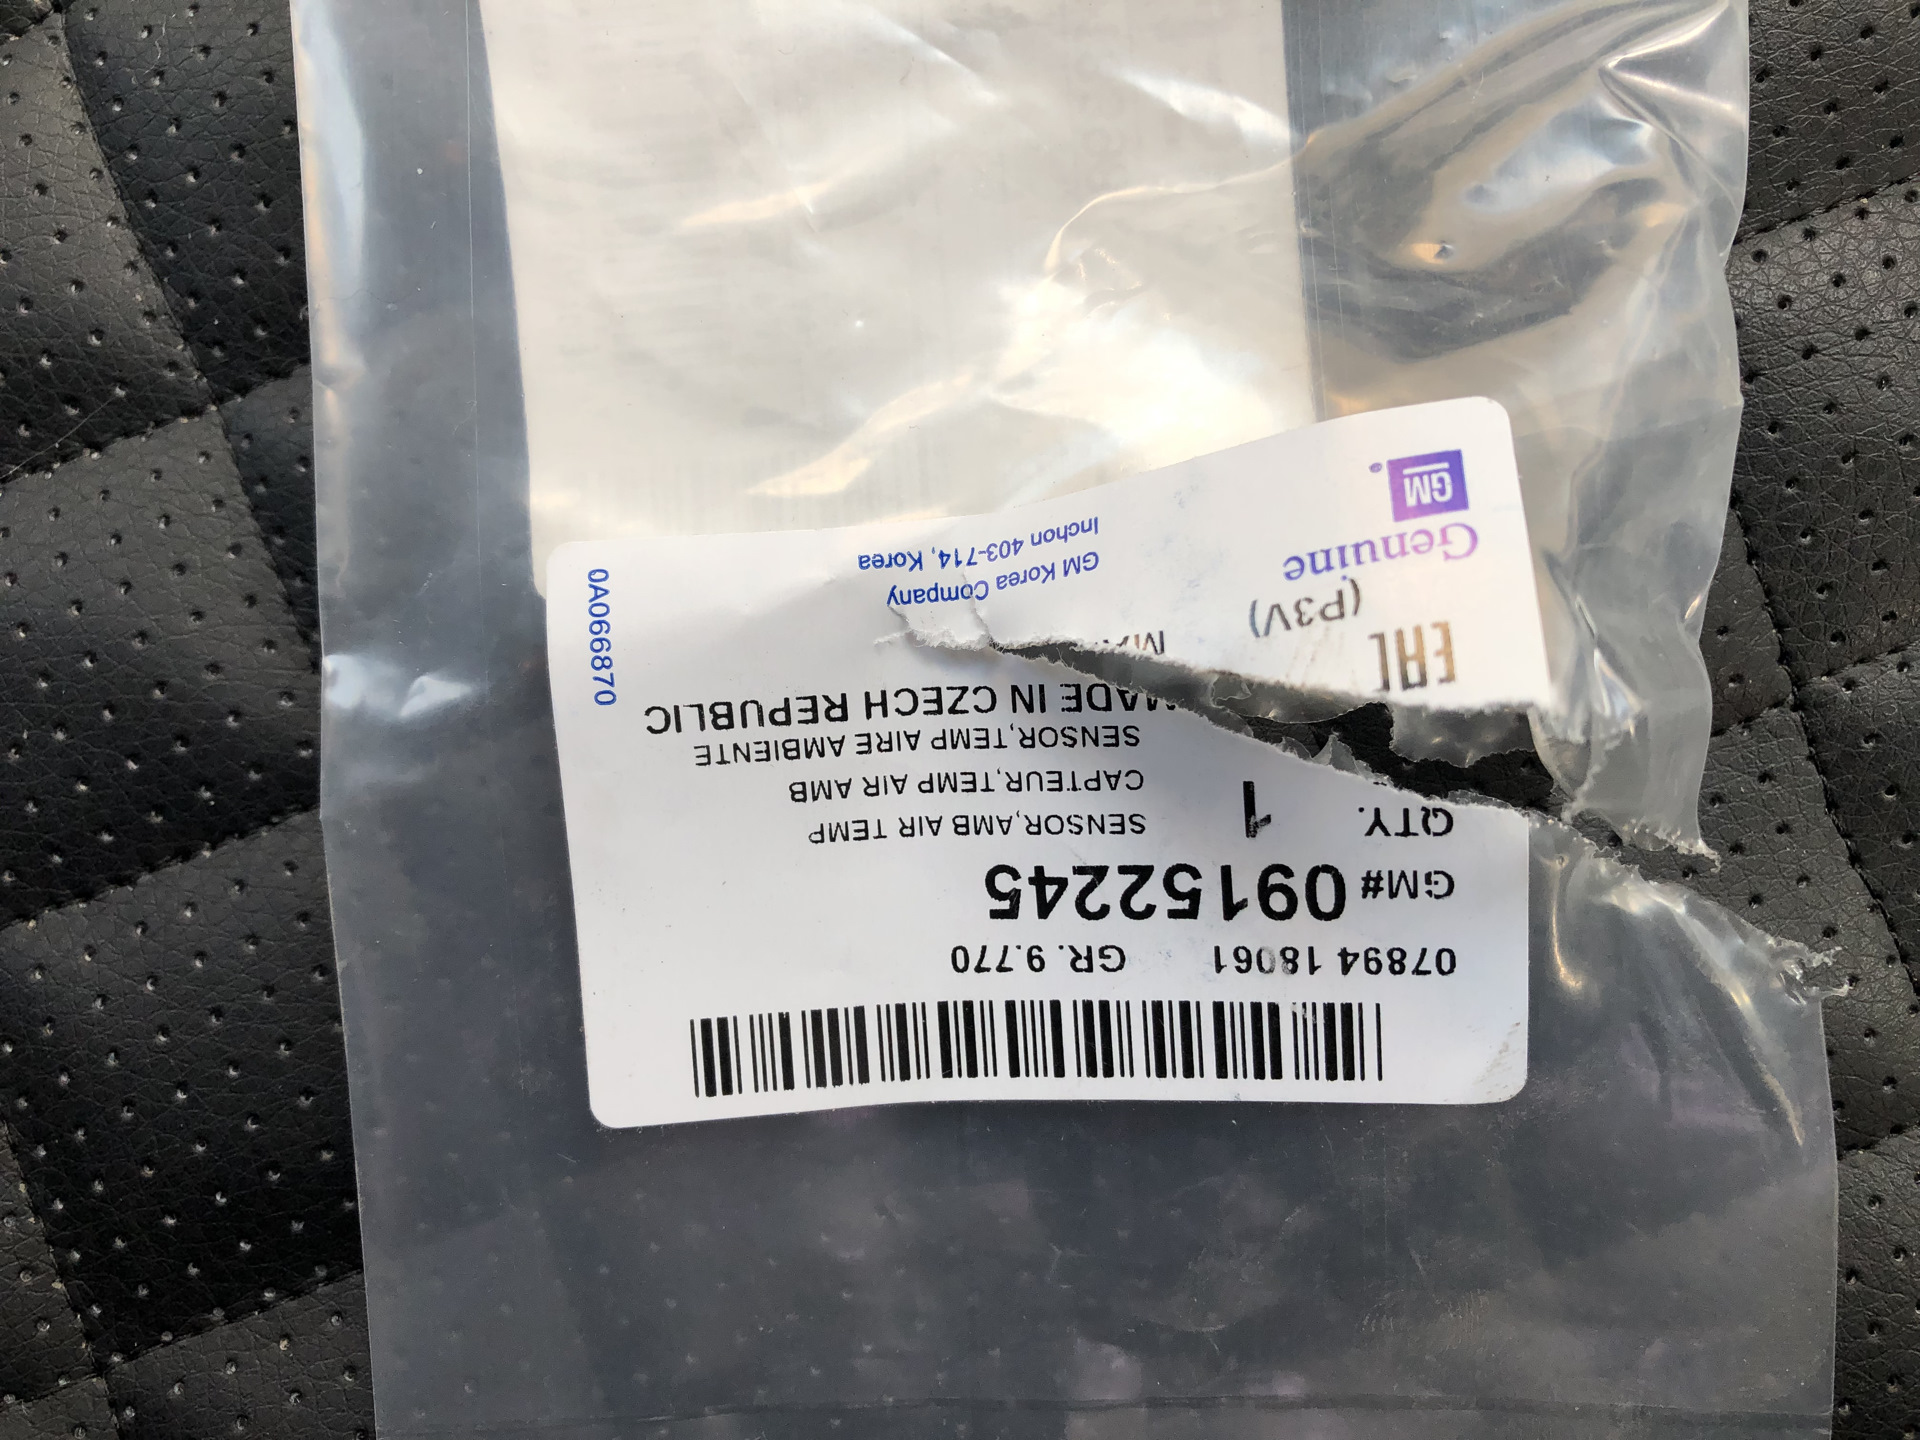 07894 18061 GR. 9.770
GM# 09152245
QTY. 1
SENSOR,AMB AIR TEMP
CAPTEUR,TEMP AIR AMB
SENSOR,TEMP AIRE AMBIENTE
MADE IN CZECH REPUBLIC
EAC
(P3V)
Genuine
GM
GM Korea Company
Inchon 403-714, Korea
0A066870